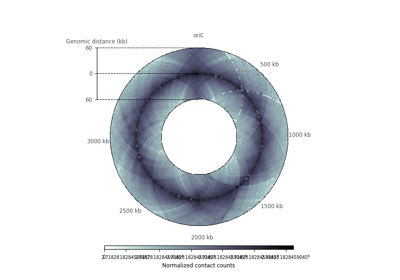 oriC
Genomic distance (kb)
60
0
60
500 kb
1000 kb
1500 kb
2000 kb
2500 kb
3000 kb
Normalized contact counts